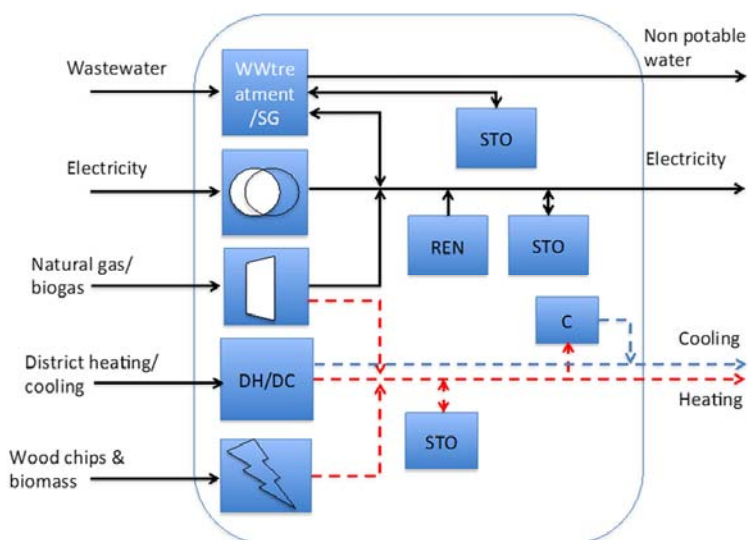 Non potable
water
Wastewater
WWtre
atment
/SG
STO
Electricity
Electricity
REN
STO
Natural gas/
biogas
C
Cooling
District heating/
cooling
DH/DC
Heating
STO
Wood chips &
biomass